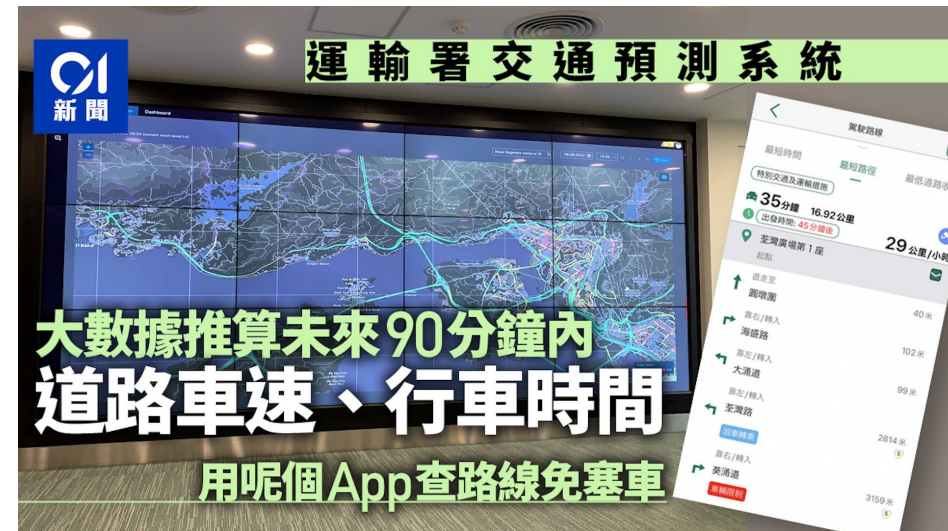 運輸署交通預測系統
01
新聞
Dashboard
大數據推算未來90分鐘內
道路車速、行車時間
用呢個App查路線免塞車
駕駛路線
最短時間
最短路徑
最低道路收
特別交通及運輸措施
35分鐘 16.92公里
出發時間: 45分鐘後
29公里/小時
荃灣廣場第1座
起點
直走至
圓墩圍
40米
靠右/轉入
海盛路
102米
靠左/轉入
大涌道
99米
靠左/轉入
荃灣路
泊車轉乘
2814米
靠右/轉入
葵涌道
車輛限制
3159米